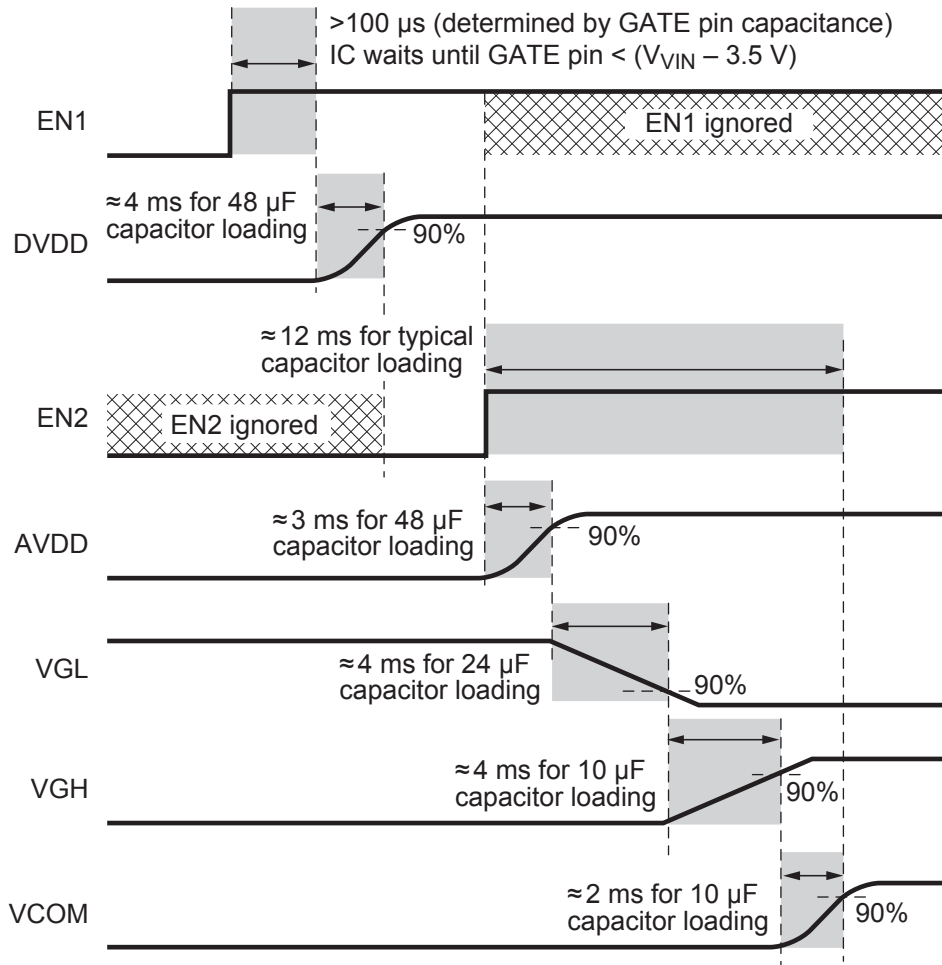 >100 µs (determined by GATE pin capacitance)
IC waits until GATE pin < (VVIN – 3.5 V)
EN1
EN1 ignored
≈4 ms for 48 µF
capacitor loading
DVDD
90%
≈12 ms for typical
capacitor loading
EN2
EN2 ignored
≈3 ms for 48 µF
capacitor loading
AVDD
90%
VGL
≈4 ms for 24 µF
capacitor loading
90%
VGH
≈4 ms for 10 µF
capacitor loading
90%
VCOM
≈2 ms for 10 µF
capacitor loading
90%